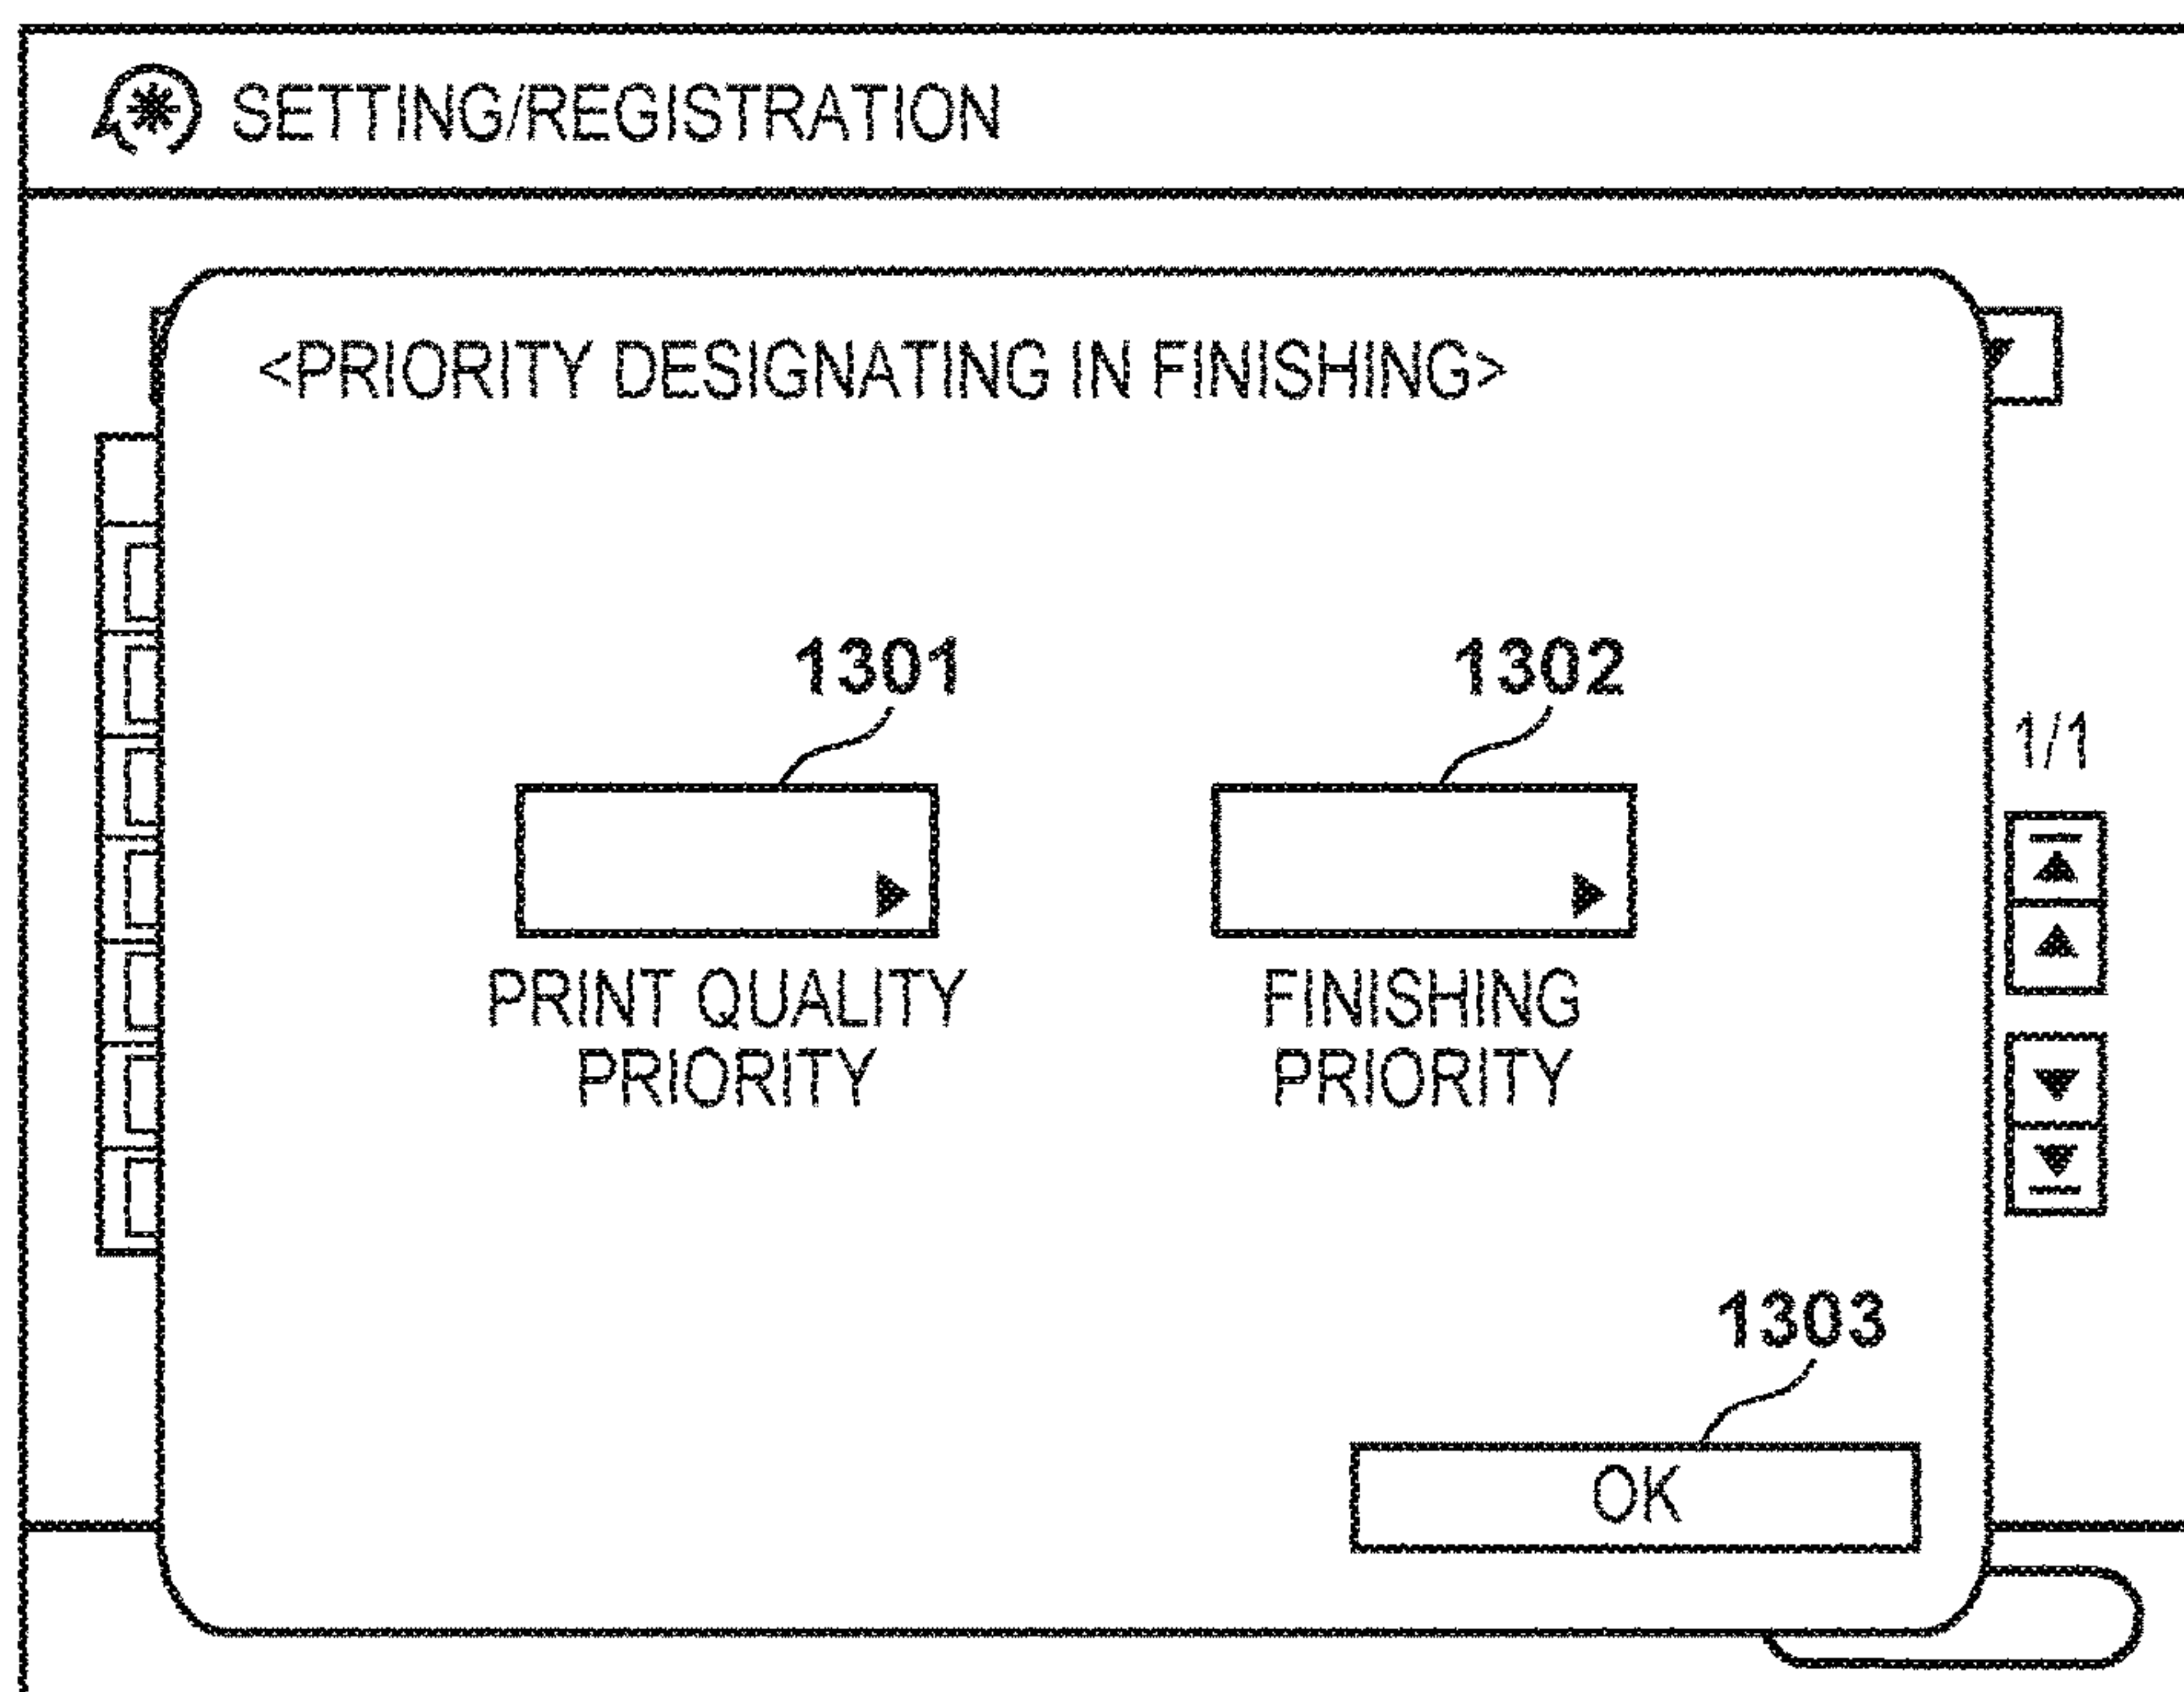 SETTING/REGISTRATION
<PRIORITY DESIGNATING IN FINISHING>
1301
1302
1/1
PRINT QUALITY
PRIORITY
FINISHING
PRIORITY
1303
OK